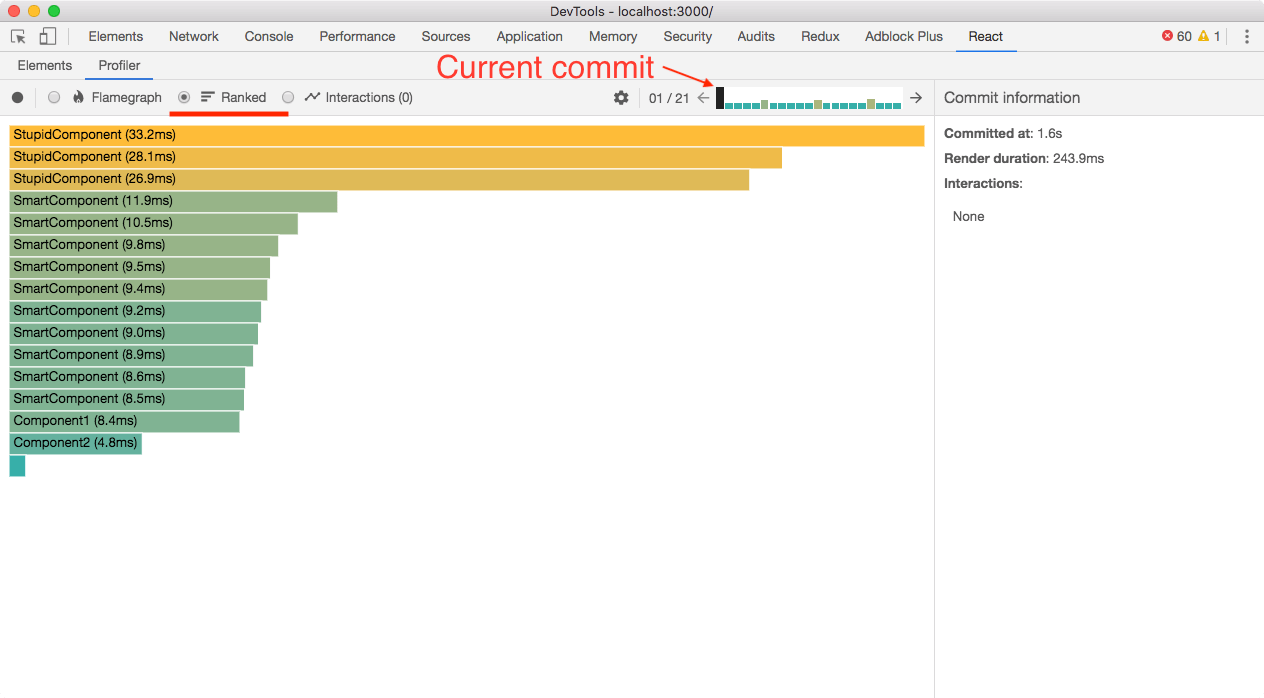 DevTools - localhost:3000/
Elements Network Console Performance Sources Application Memory Security Audits Redux Adblock Plus React 60 1
Elements Profiler
Current commit
Flamegraph Ranked Interactions (0) 01 / 21 Commit information
StupidComponent (33.2ms)
StupidComponent (28.1ms)
StupidComponent (26.9ms)
SmartComponent (11.9ms)
SmartComponent (10.5ms)
SmartComponent (9.8ms)
SmartComponent (9.5ms)
SmartComponent (9.4ms)
SmartComponent (9.2ms)
SmartComponent (9.0ms)
SmartComponent (8.9ms)
SmartComponent (8.6ms)
SmartComponent (8.5ms)
Component1 (8.4ms)
Component2 (4.8ms)
Committed at: 1.6s
Render duration: 243.9ms
Interactions:
None